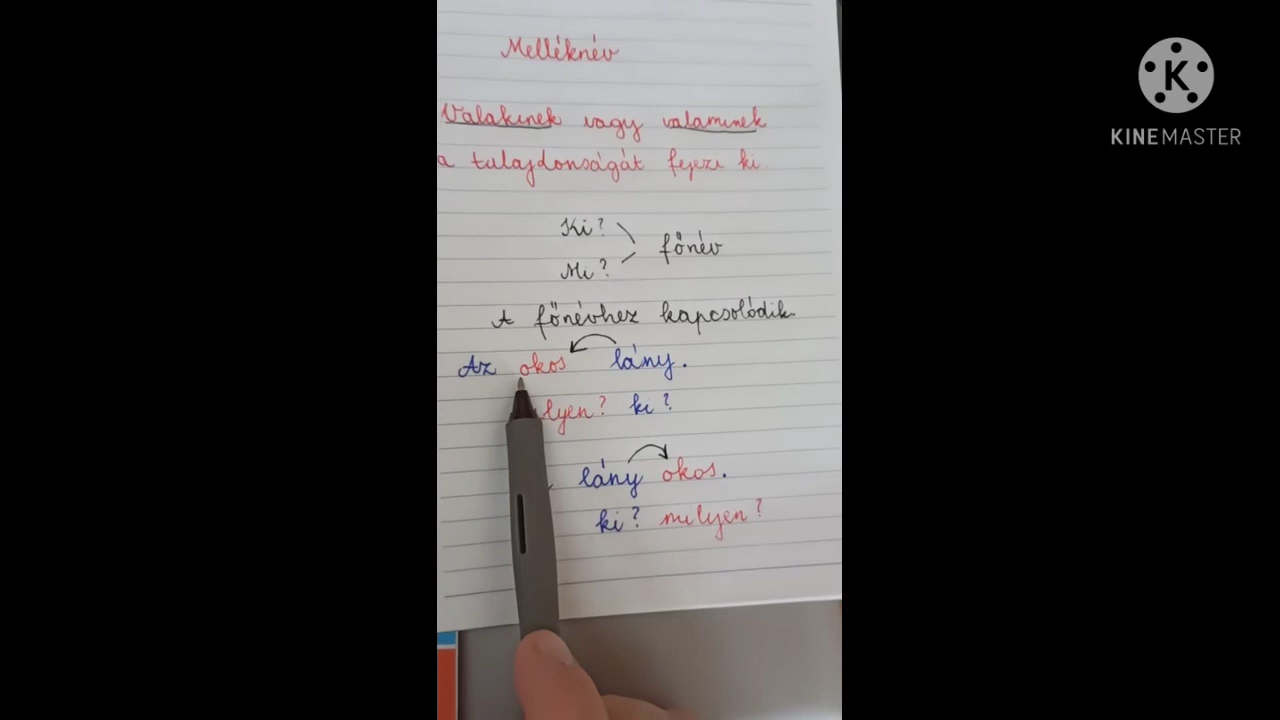 Melléknév
Valakinek vagy valaminek
a tulajdonságát fejezi ki.
Ki?
főnév
Mi?
A főnévhez kapcsolódik.
Az okos lány.
ki?
lány okos.
ki? milyen?
K
KINEMASTER